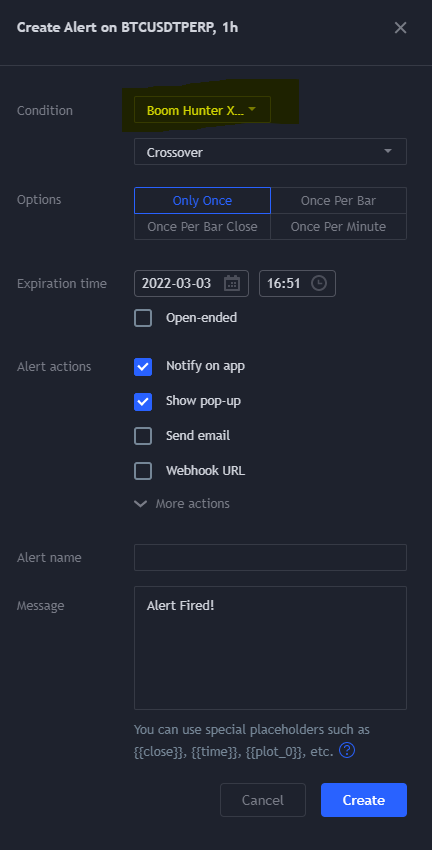 Create Alert on BTCUSDTPERP, 1h
Condition
Boom Hunter X...
Crossover
Options
Only Once
Once Per Bar
Once Per Bar Close
Once Per Minute
Expiration time
2022-03-03
16:51
Open-ended
Alert actions
Notify on app
Show pop-up
Send email
Webhook URL
More actions
Alert name
Message
Alert Fired!
You can use special placeholders such as
{{close}}, {{time}}, {{plot_0}}, etc.
Cancel
Create